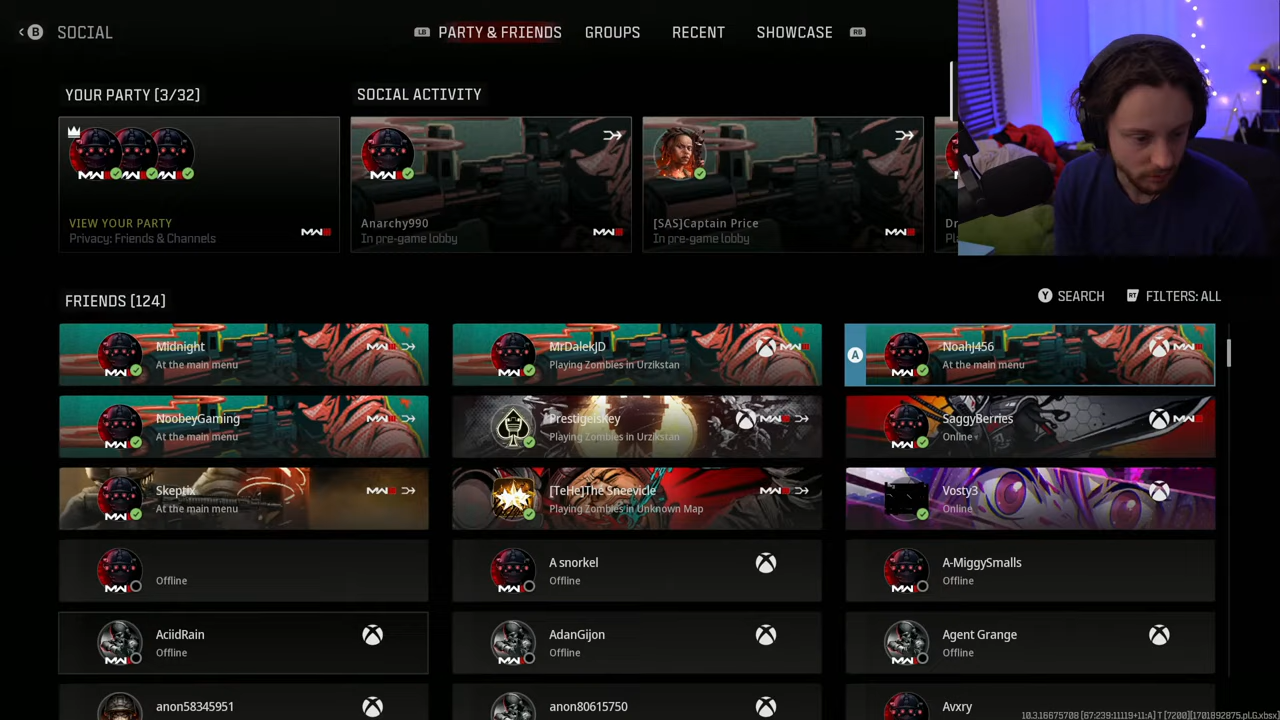 B SOCIAL
LB PARTY & FRIENDS GROUPS RECENT SHOWCASE RB
YOUR PARTY [3/32]
SOCIAL ACTIVITY
VIEW YOUR PARTY
Privacy: Friends & Channels
Anarchy990
In pre-game lobby
[SAS]Captain Price
In pre-game lobby
FRIENDS [124]
Y SEARCH RT FILTERS: ALL
Midnight
At the main menu
MrDalekJD
Playing Zombies in Urzikstan
A
NoahJ456
At the main menu
NoobeyGaming
At the main menu
PrestigeisKey
Playing Zombies in Urzikstan
SaggyBerries
Online
Skeptix
At the main menu
[TeHe]The Sneevicle
Playing Zombies in Unknown Map
Vosty3
Online
Offline
A snorkel
Offline
A-MiggySmalls
Offline
AciidRain
Offline
AdanGijon
Offline
Agent Grange
Offline
anon58345951
anon80615750
Avxry